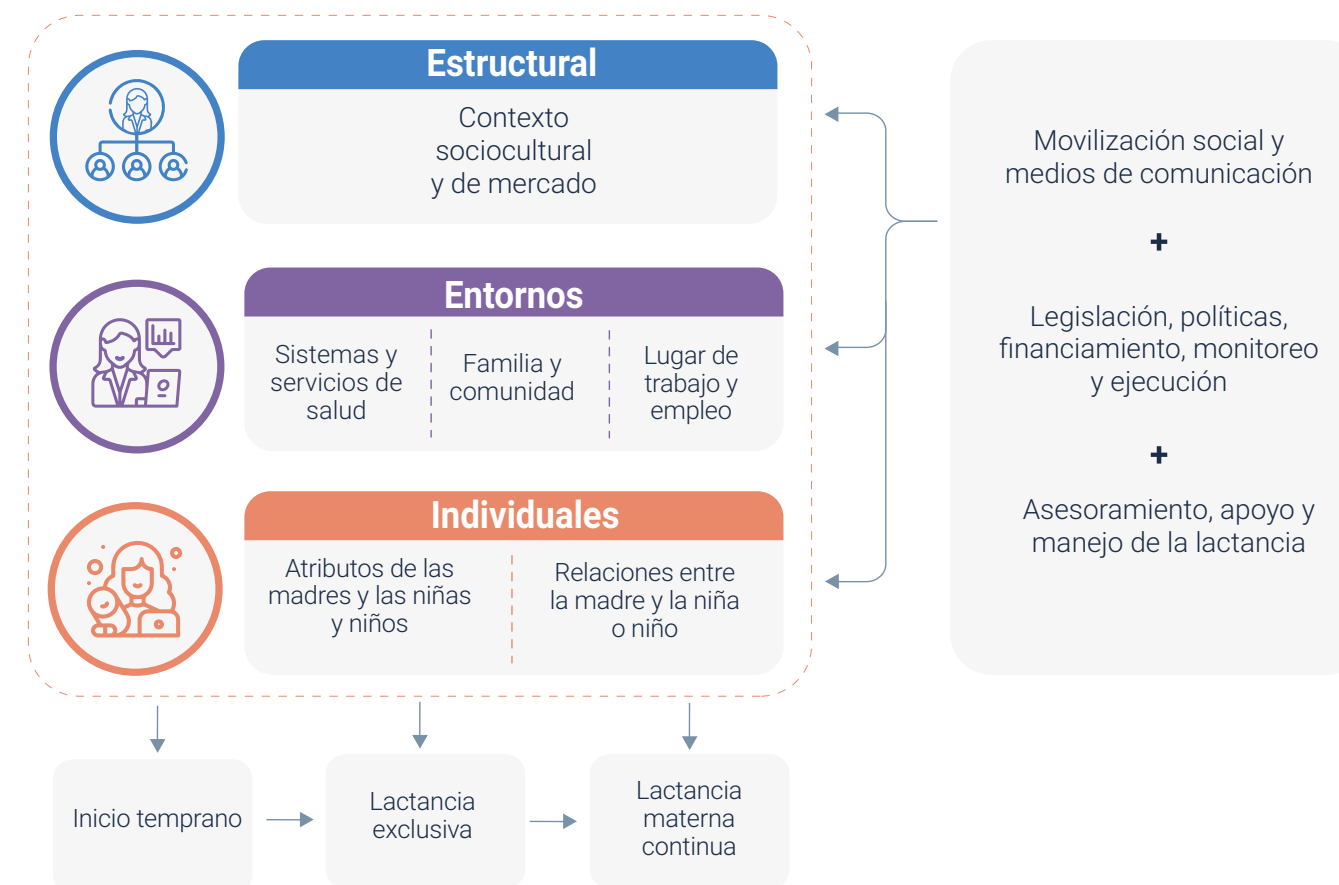 Estructural
Contexto
sociocultural
y de mercado
Entornos
Sistemas y
servicios de
salud
Familia y
comunidad
Lugar de
trabajo y
empleo
Individuales
Atributos de las
madres y las niñas
y niños
Relaciones entre
la madre y la niña
o niño
Inicio temprano
Lactancia
exclusiva
Lactancia
materna
continua
Movilización social y
medios de comunicación
+
Legislación, políticas,
financiamiento, monitoreo
y ejecución
+
Asesoramiento, apoyo y
manejo de la lactancia